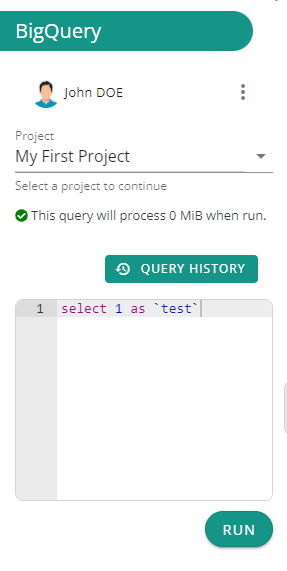 BigQuery
John DOE
Project
My First Project
Select a project to continue
This query will process 0 MiB when run.
QUERY HISTORY
1 select 1 as `test`
RUN